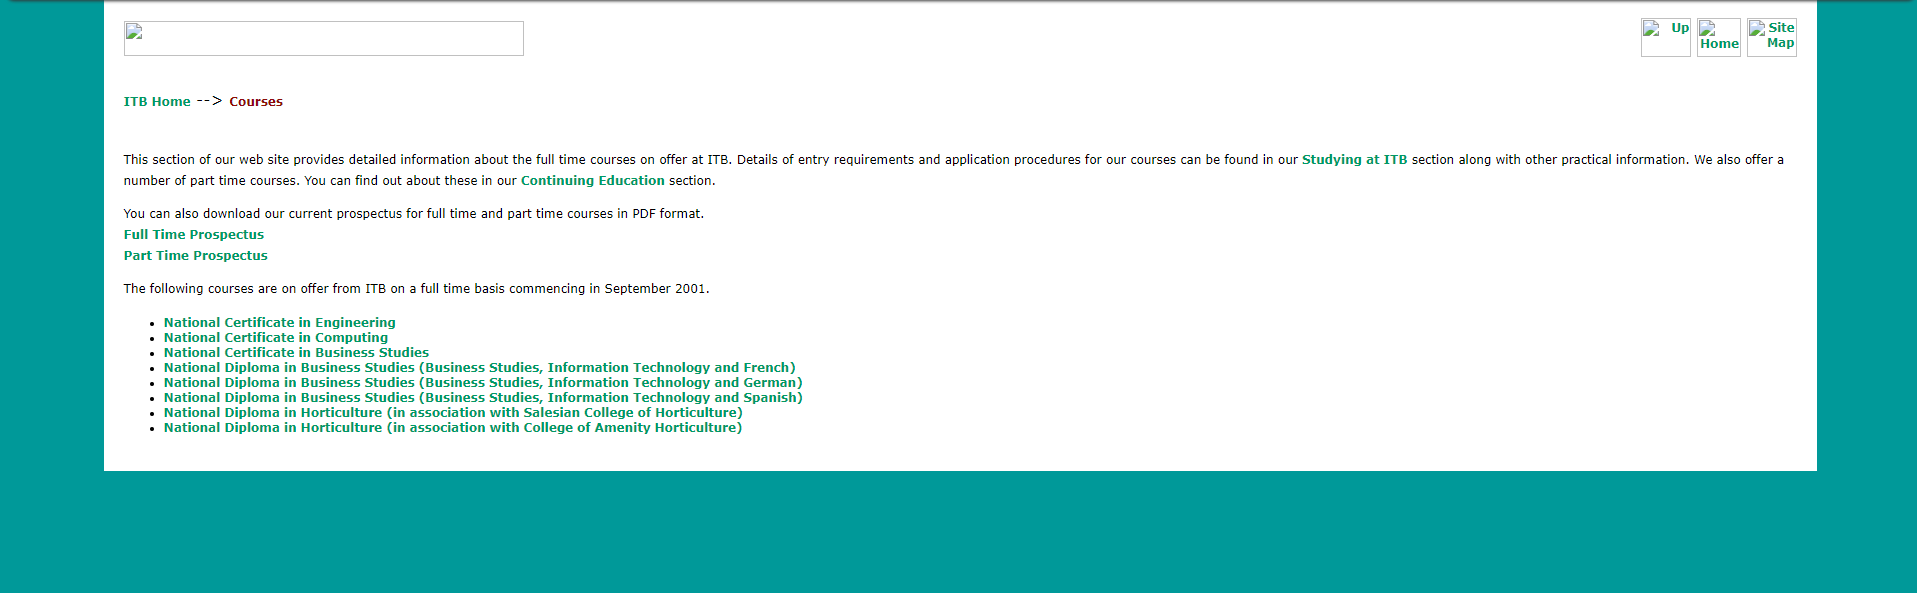 Up Home Site Map
ITB Home --> Courses
This section of our web site provides detailed information about the full time courses on offer at ITB. Details of entry requirements and application procedures for our courses can be found in our Studying at ITB section along with other practical information. We also offer a
number of part time courses. You can find out about these in our Continuing Education section.
You can also download our current prospectus for full time and part time courses in PDF format.
Full Time Prospectus
Part Time Prospectus
The following courses are on offer from ITB on a full time basis commencing in September 2001.
• National Certificate in Engineering
• National Certificate in Computing
• National Certificate in Business Studies
• National Diploma in Business Studies (Business Studies, Information Technology and French)
• National Diploma in Business Studies (Business Studies, Information Technology and German)
• National Diploma in Business Studies (Business Studies, Information Technology and Spanish)
• National Diploma in Horticulture (in association with Salesian College of Horticulture)
• National Diploma in Horticulture (in association with College of Amenity Horticulture)